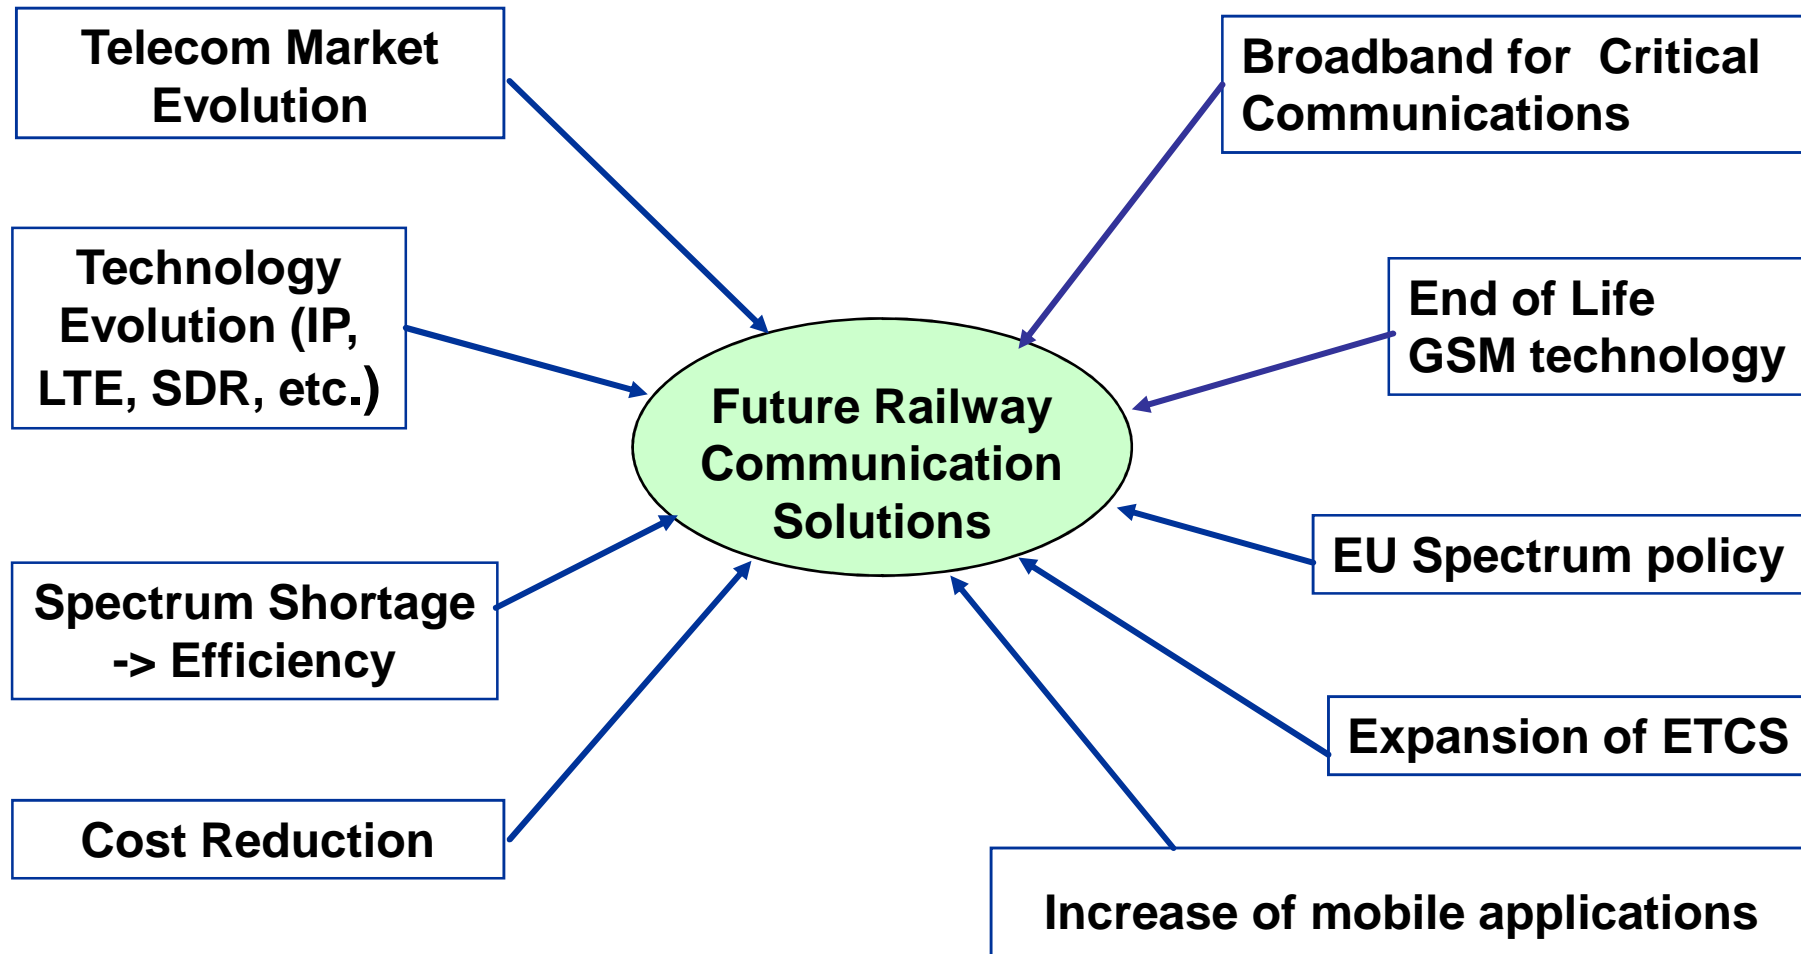 Telecom Market
Evolution
Broadband for Critical
Communications
Technology
Evolution (IP,
LTE, SDR, etc.)
End of Life
GSM technology
Future Railway
Communication
Solutions
Spectrum Shortage
-> Efficiency
EU Spectrum policy
Expansion of ETCS
Cost Reduction
Increase of mobile applications